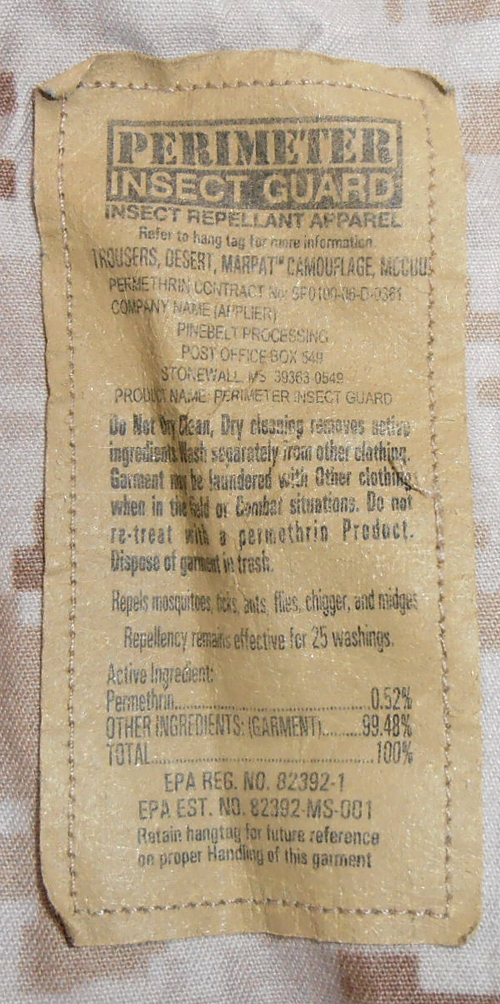 PERIMETER
INSECT GUARD
INSECT REPELLANT APPAREL
Refer to hang tag for more information.
TROUSERS, DESERT, MARPAT™ CAMOUFLAGE, MCCUU
PERMETHRIN CONTRACT No: SP0100-06-D-0381
COMPANY NAME (APPLIER)
PINEBELT PROCESSING
POST OFFICE BOX 549
STONEWALL, MS 39363-0549
PRODUCT NAME: PERIMETER INSECT GUARD
Do Not Dry Clean, Dry cleaning removes active
ingredients Wash separately from other clothing.
Garment may be laundered with Other clothing
when in the field or Combat situations. Do not
re-treat with a permethrin Product.
Dispose of garment in trash.
Repels mosquitoes, ticks, ants, flies, chigger, and midges
Repellency remains effective for 25 washings.
Active Ingredient:
Permethrin..........................................0.52%
OTHER INGREDIENTS: (GARMENT).........99.48%
TOTAL................................................100%
EPA REG. NO. 82392-1
EPA EST. NO. 82392-MS-001
Retain hangtag for future reference
on proper Handling of this garment